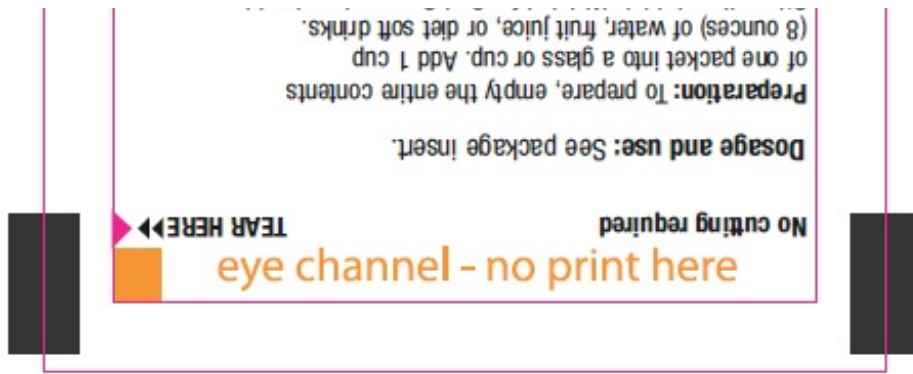 eye channel - no print here
No cutting required TEAR HERE
Dosage and use: See package insert.
Preparation: To prepare, empty the entire contents
of one packet into a glass or cup. Add 1 cup
(8 ounces) of water, fruit juice, or diet soft drinks.